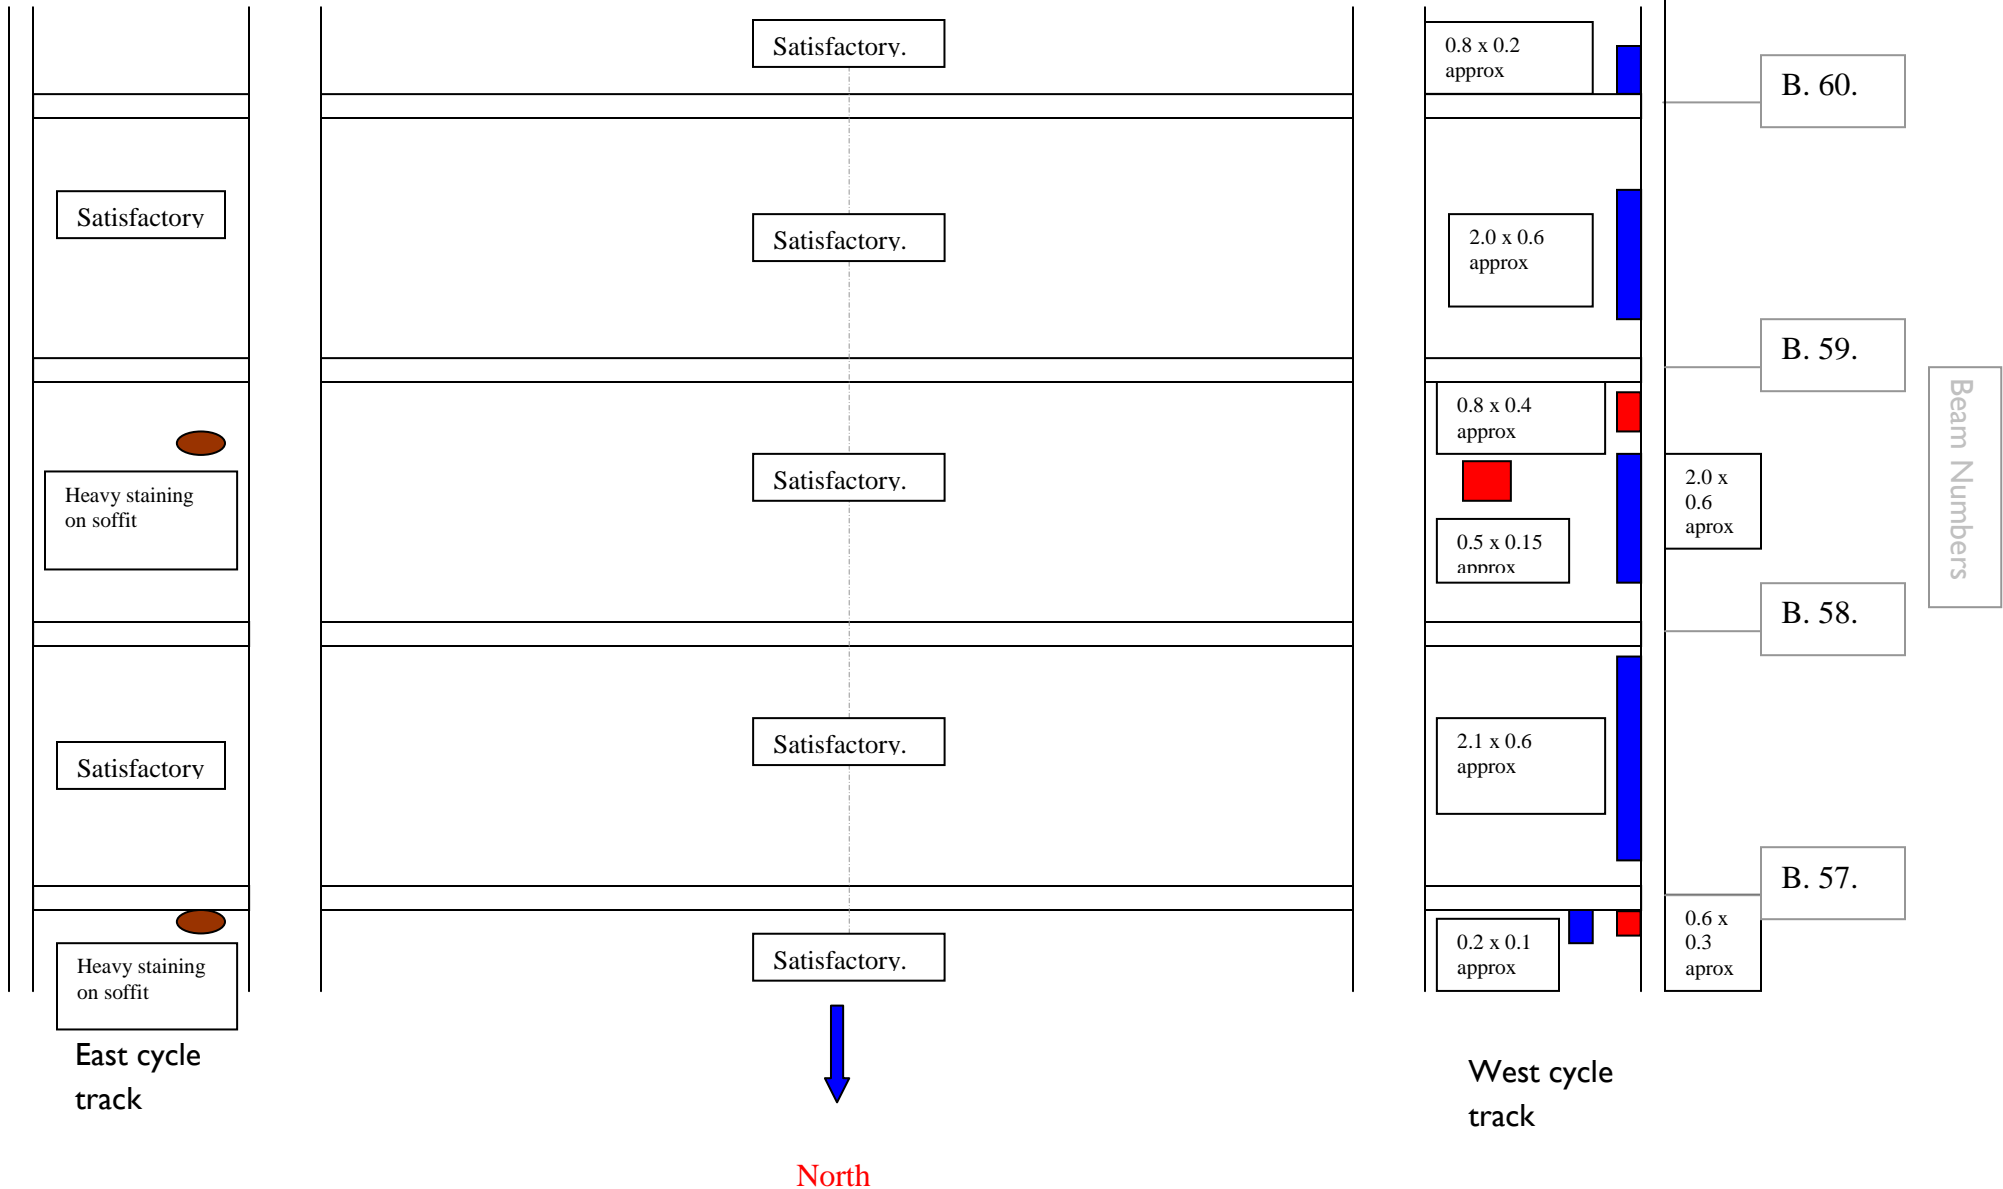 Satisfactory.
0.8 x 0.2
approx
B. 60.
Satisfactory
Satisfactory.
2.0 x 0.6
approx
B. 59.
Heavy staining
on soffit
Satisfactory.
0.8 x 0.4
approx
0.5 x 0.15
approx
2.0 x
0.6
aprox
Beam Numbers
B. 58.
Satisfactory
Satisfactory.
2.1 x 0.6
approx
B. 57.
Heavy staining
on soffit
Satisfactory.
0.2 x 0.1
approx
0.6 x
0.3
aprox
East cycle
track
West cycle
track
North